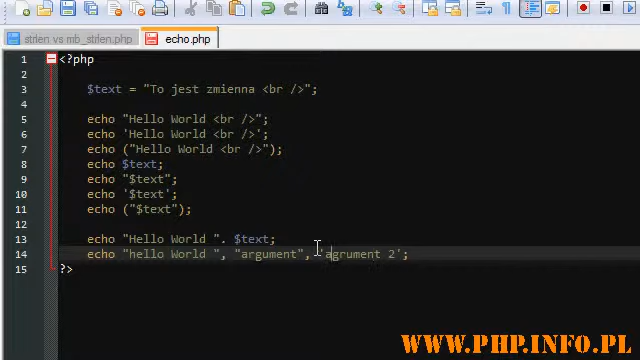 strlen vs mb_strlen.php echo.php
1 <?php
2
3 $text = "To jest zmienna <br />";
4
5 echo "Hello World <br />";
6 echo 'Hello World <br />';
7 echo ("Hello World <br />");
8 echo $text;
9 echo "$text";
10 echo '$text';
11 echo ("$text");
12
13 echo "Hello World ". $text;
14 echo "hello World ", "argument", 'agrument 2';
15 ?>
WWW.PHP.INFO.PL